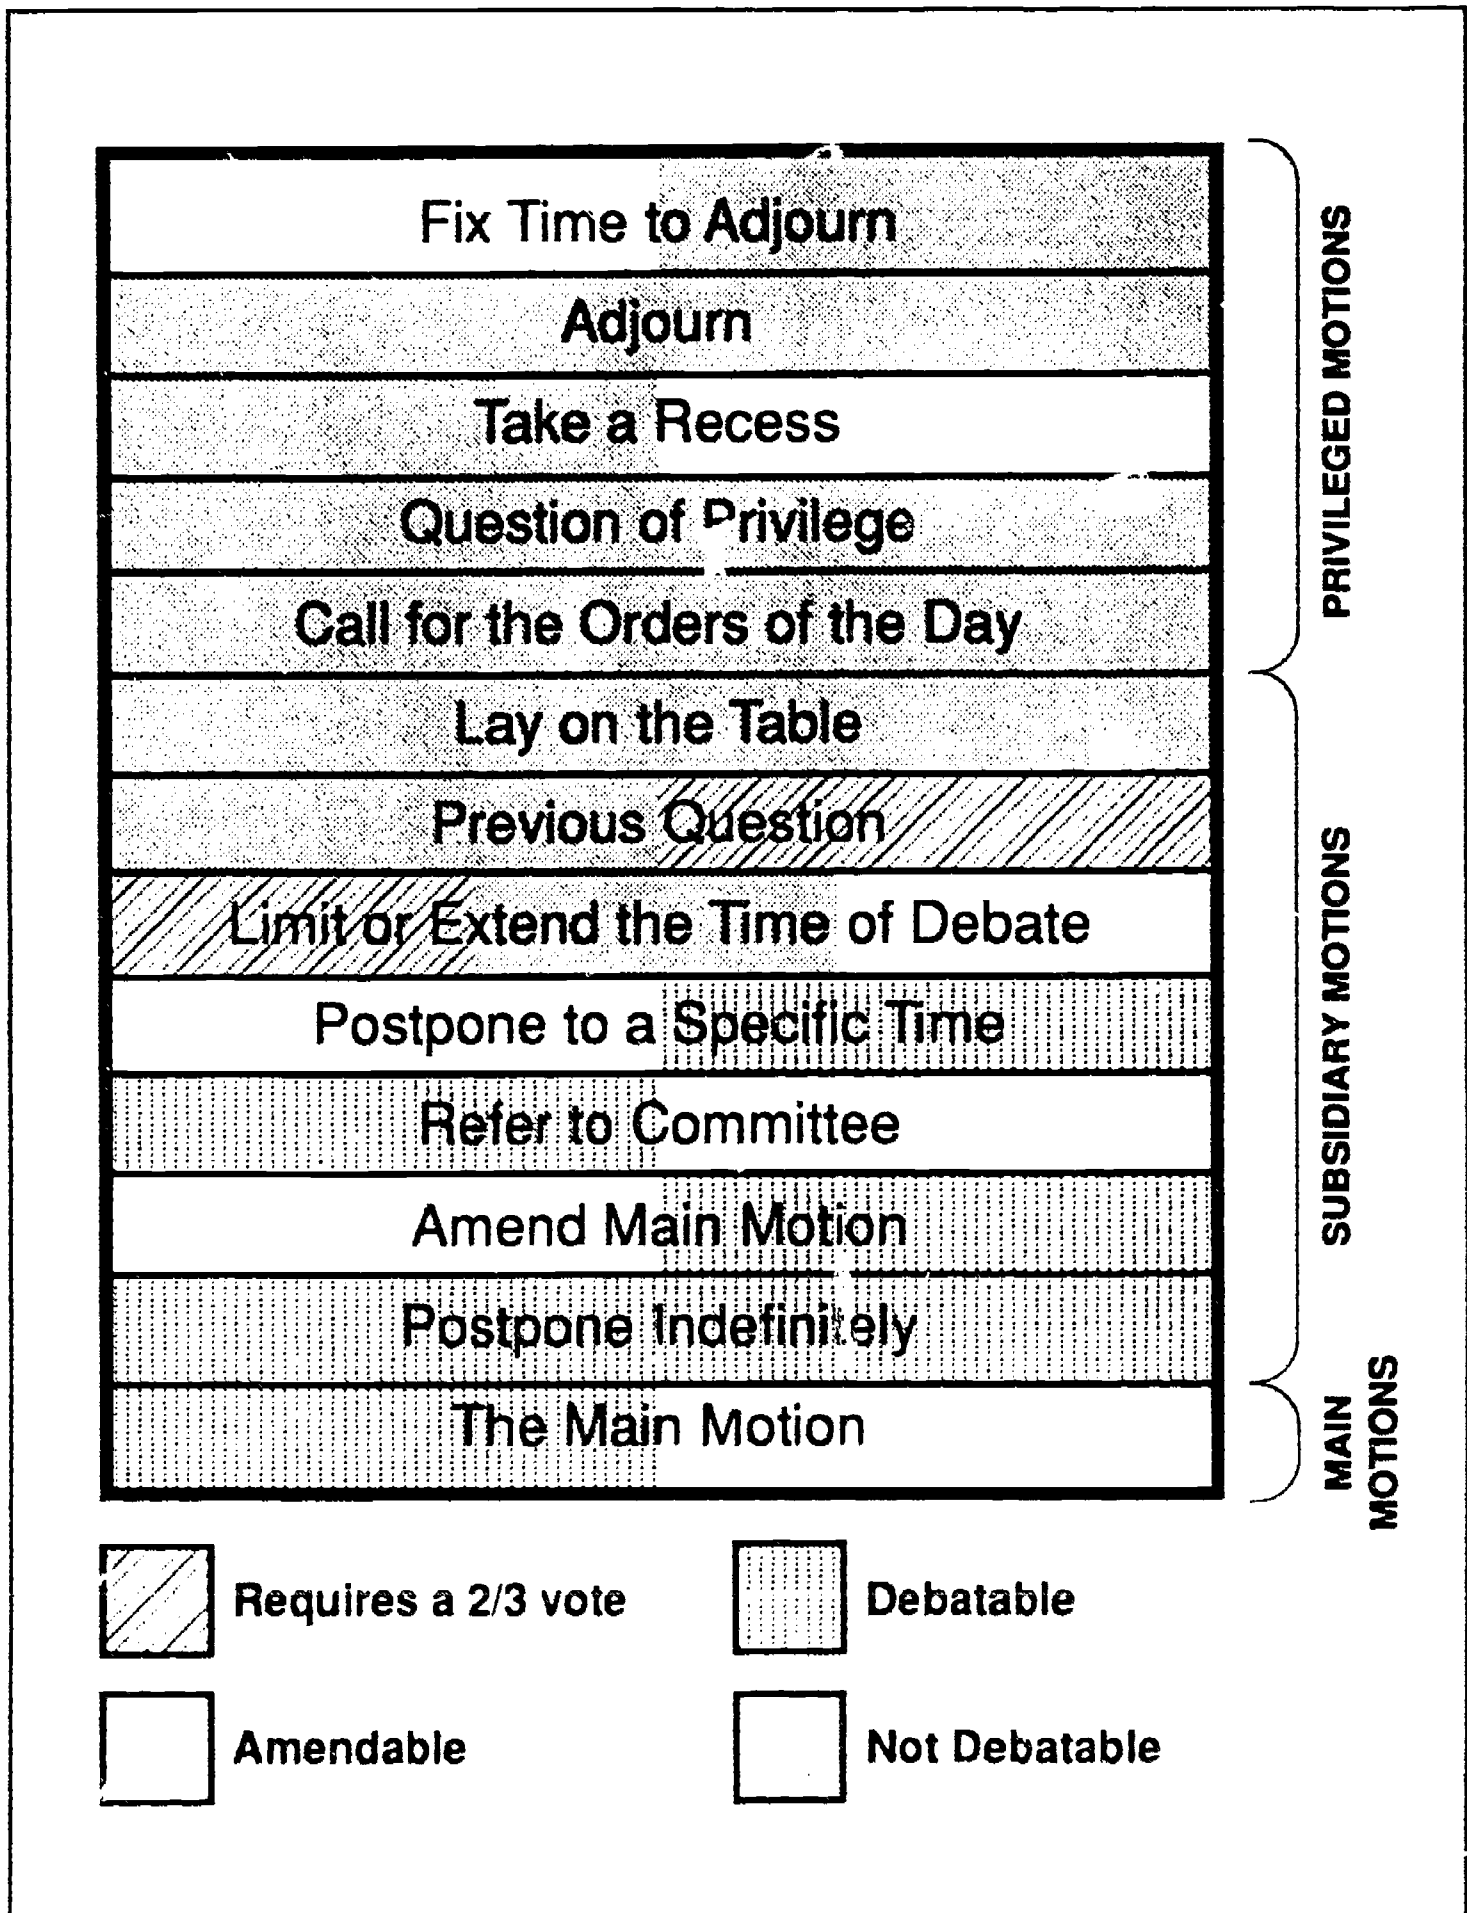 Fix Time to Adjourn
Adjourn
Take a Recess
Question of Privilege
Call for the Orders of the Day
PRIVILEGED MOTIONS
Lay on the Table
Previous Question
Limit or Extend the Time of Debate
Postpone to a Specific Time
Refer to Committee
Amend Main Motion
Postpone Indefinitely
SUBSIDIARY MOTIONS
The Main Motion
MAIN
MOTIONS
Requires a 2/3 vote
Debatable
Amendable
Not Debatable